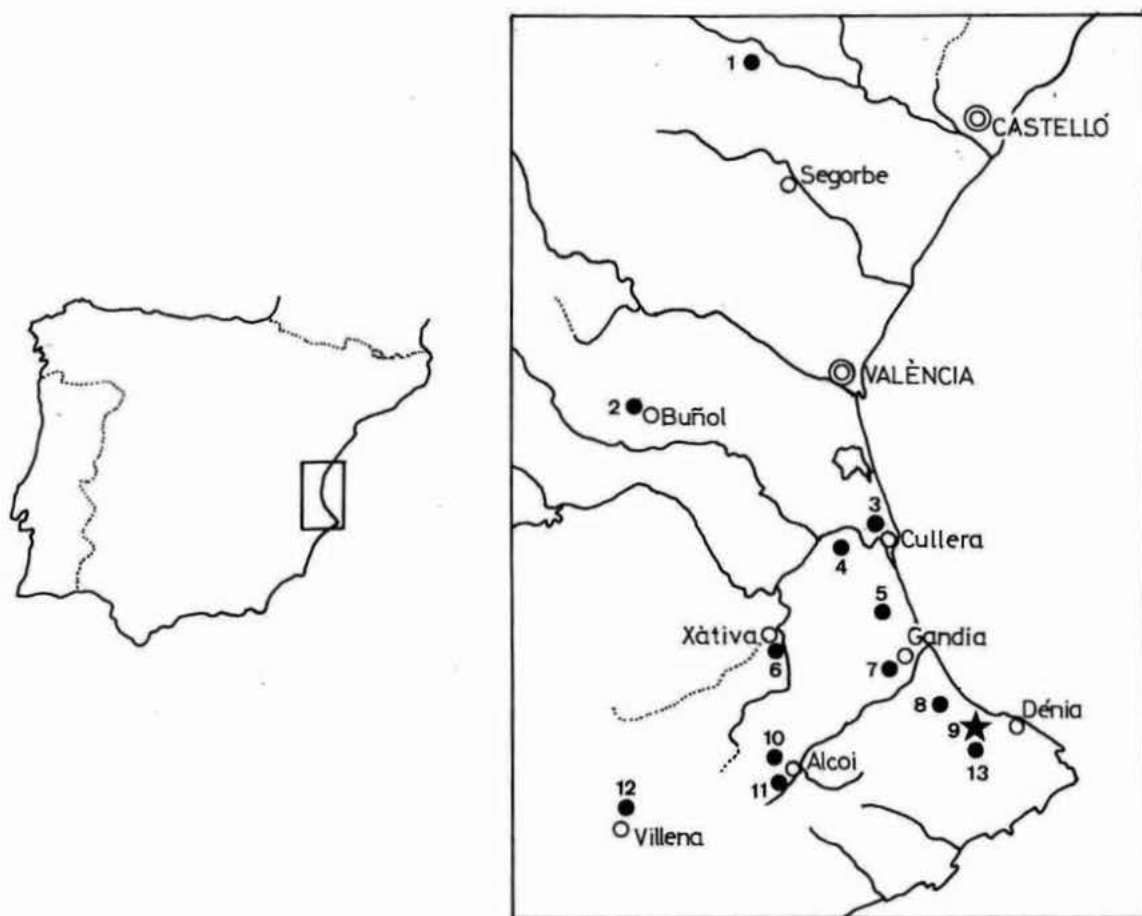 1
CASTELLÓ
Segorbe
VALÈNCIA
2
Buñol
3
Cullera
4
5
Xàtiva
Gandia
6
7
8
Dénia
9
10
Alcoi
13
11
12
Villena